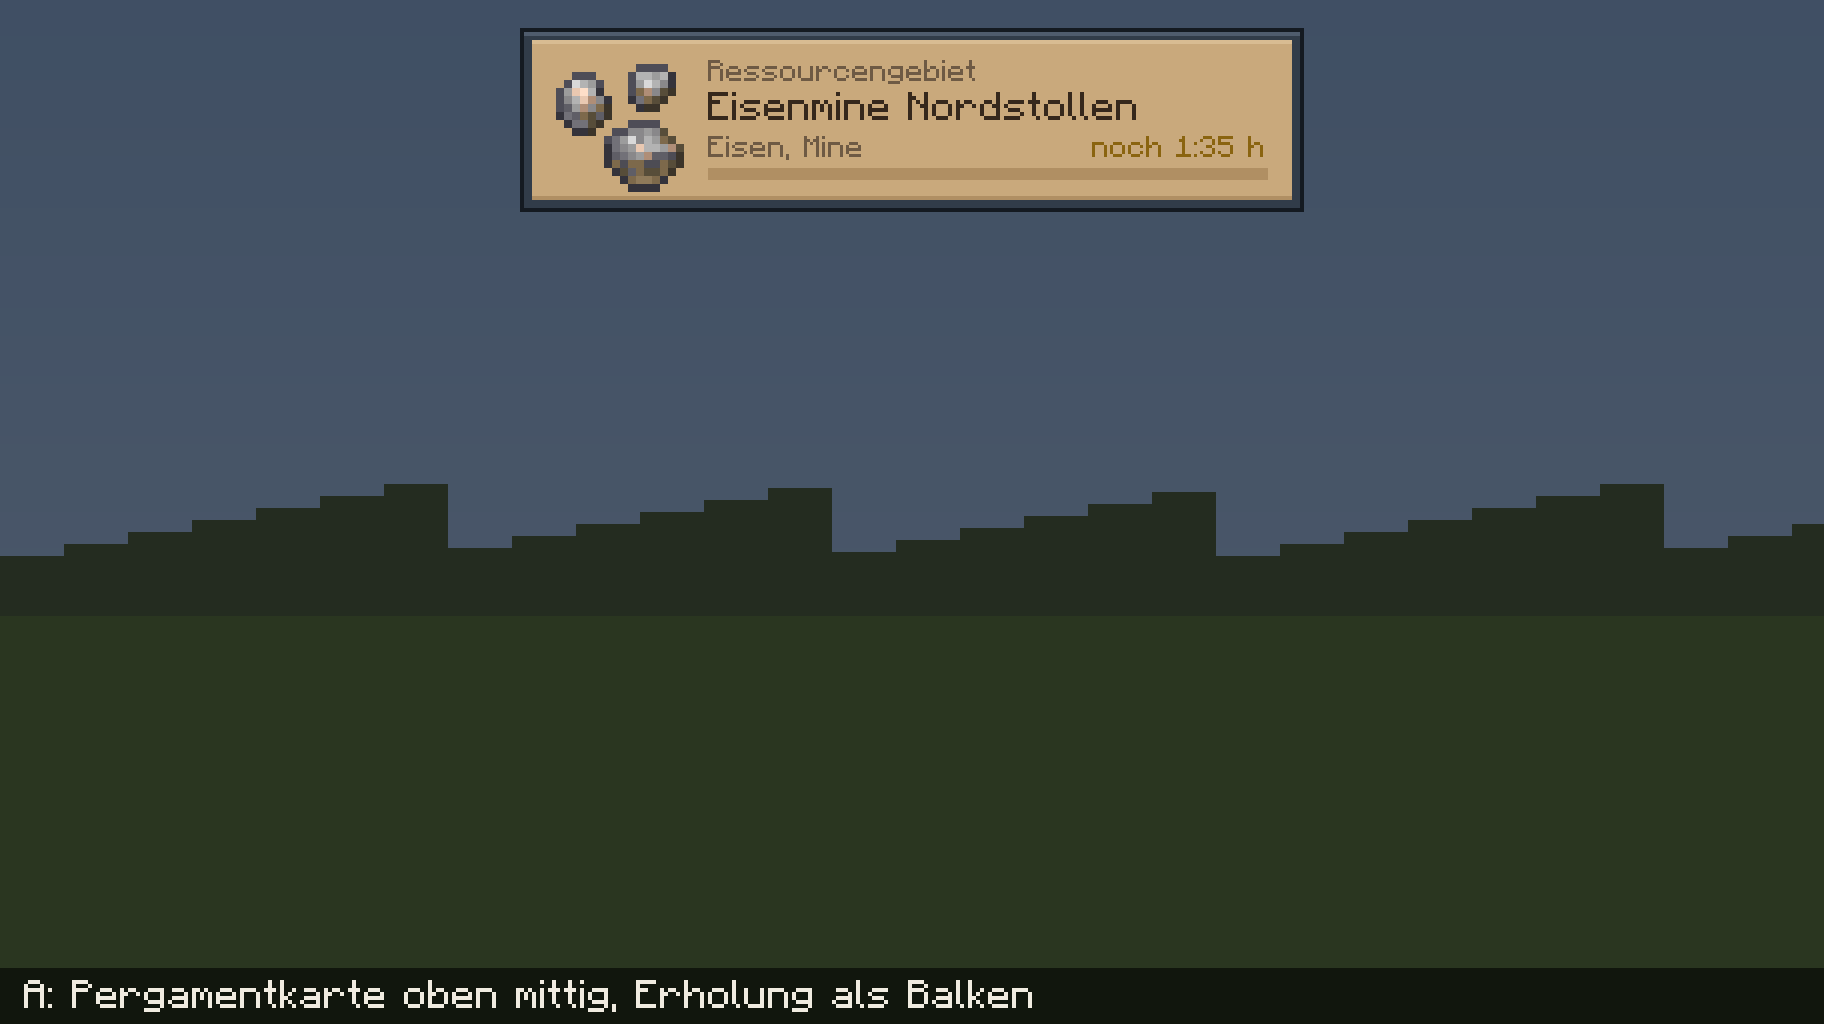 Ressourcengebiet
Eisenmine Nordstollen
Eisen, Mine
noch 1:35 h
A: Pergamentkarte oben mittig, Erholung als Balken